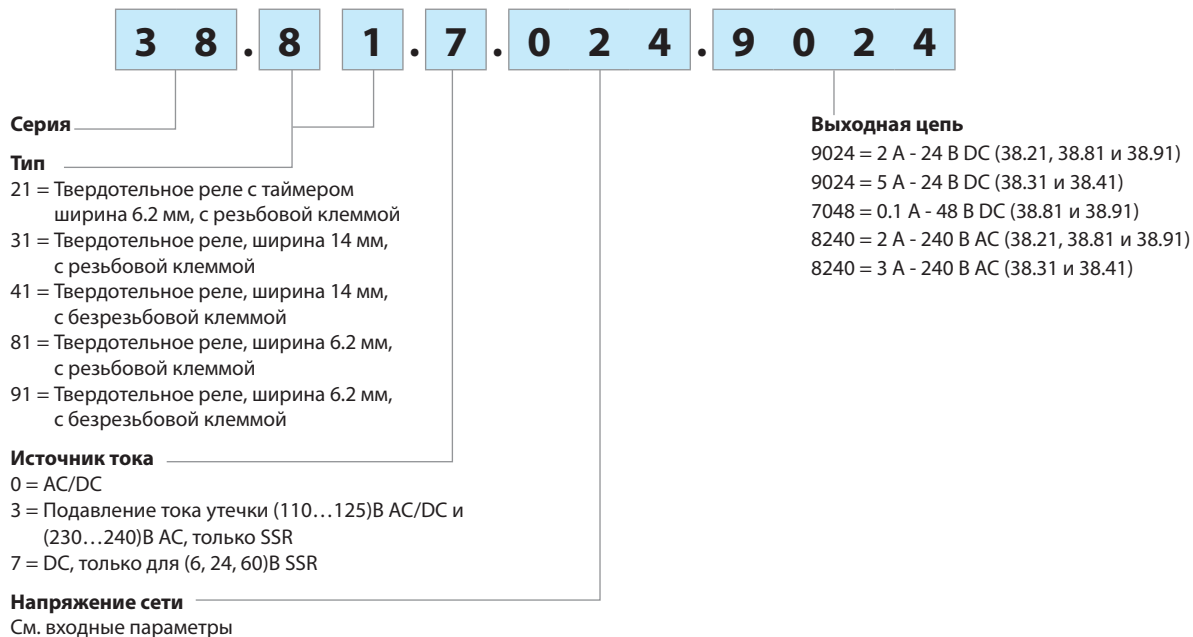 3 8 . 8 1 . 7 . 0 2 4 . 9 0 2 4
Серия
Тип
21 = Твердотельное реле с таймером
ширина 6.2 мм, с резьбовой клеммой
31 = Твердотельное реле, ширина 14 мм,
с резьбовой клеммой
41 = Твердотельное реле, ширина 14 мм,
с безрезьбовой клеммой
81 = Твердотельное реле, ширина 6.2 мм,
с резьбовой клеммой
91 = Твердотельное реле, ширина 6.2 мм,
с безрезьбовой клеммой
Источник тока
0 = AC/DC
3 = Подавление тока утечки (110…125)В AC/DC и
(230…240)В AC, только SSR
7 = DC, только для (6, 24, 60)В SSR
Напряжение сети
См. входные параметры
Выходная цепь
9024 = 2 А - 24 В DC (38.21, 38.81 и 38.91)
9024 = 5 А - 24 В DC (38.31 и 38.41)
7048 = 0.1 А - 48 В DC (38.81 и 38.91)
8240 = 2 А - 240 В AC (38.21, 38.81 и 38.91)
8240 = 3 А - 240 В AC (38.31 и 38.41)